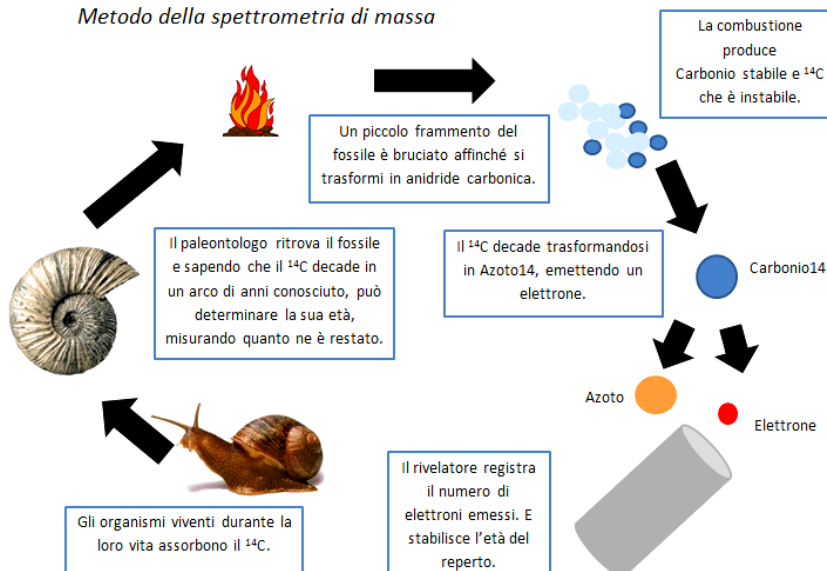 Metodo della spettrometria di massa
La combustione
produce
Carbonio stabile e ¹⁴C
che è instabile.
Un piccolo frammento del
fossile è bruciato affinché si
trasformi in anidride carbonica.
Il paleontologo ritrova il fossile
e sapendo che il ¹⁴C decade in
un arco di anni conosciuto, può
determinare la sua età,
misurando quanto ne è restato.
Il ¹⁴C decade trasformandosi
in Azoto14, emettendo un
elettrone.
Carbonio14
Azoto
Elettrone
Il rivelatore registra
il numero di
elettroni emessi. E
stabilisce l'età del
reperto.
Gli organismi viventi durante la
loro vita assorbono il ¹⁴C.